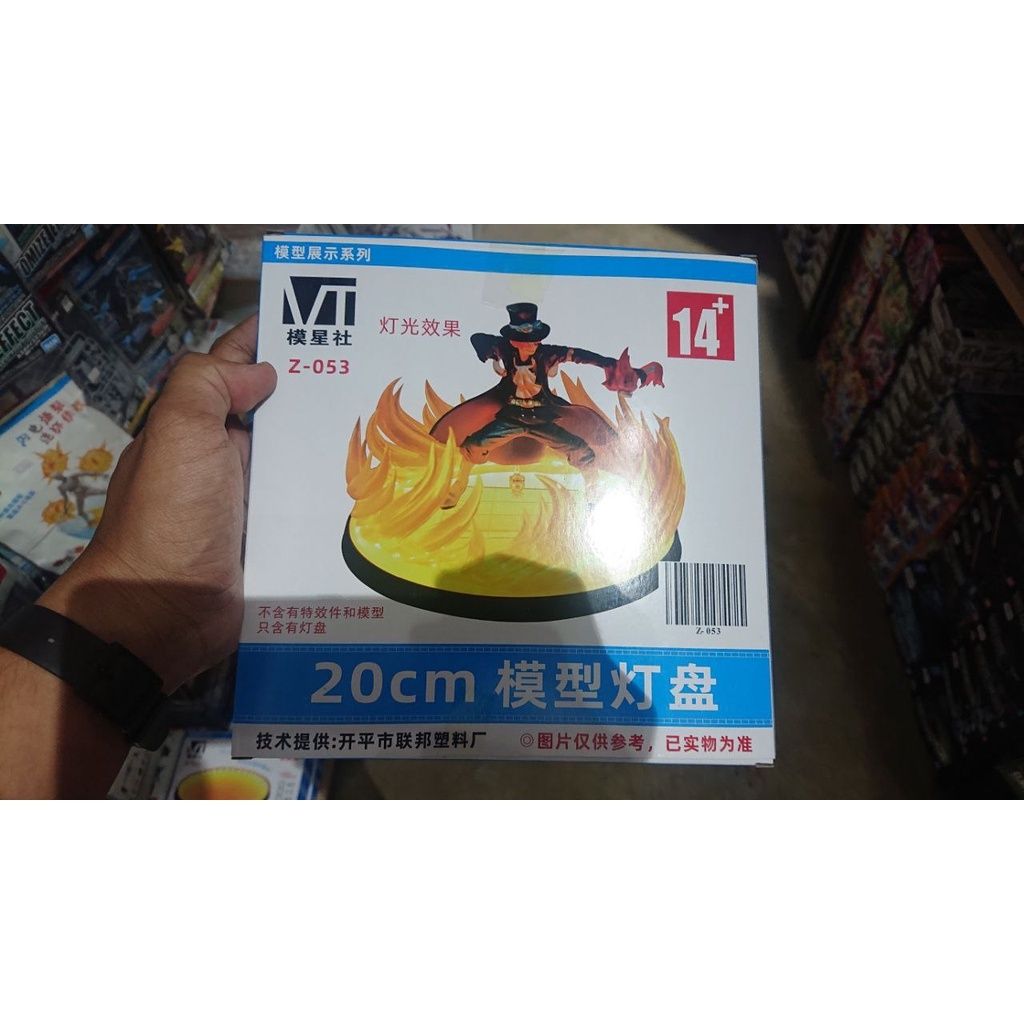 模型展示系列
VT
模星社
Z-053
灯光效果
14+
不含有特效件和模型
只含有灯盘
Z-053
20cm 模型灯盘
技术提供:开平市联邦塑料厂
◎图片仅供参考，已实物为准